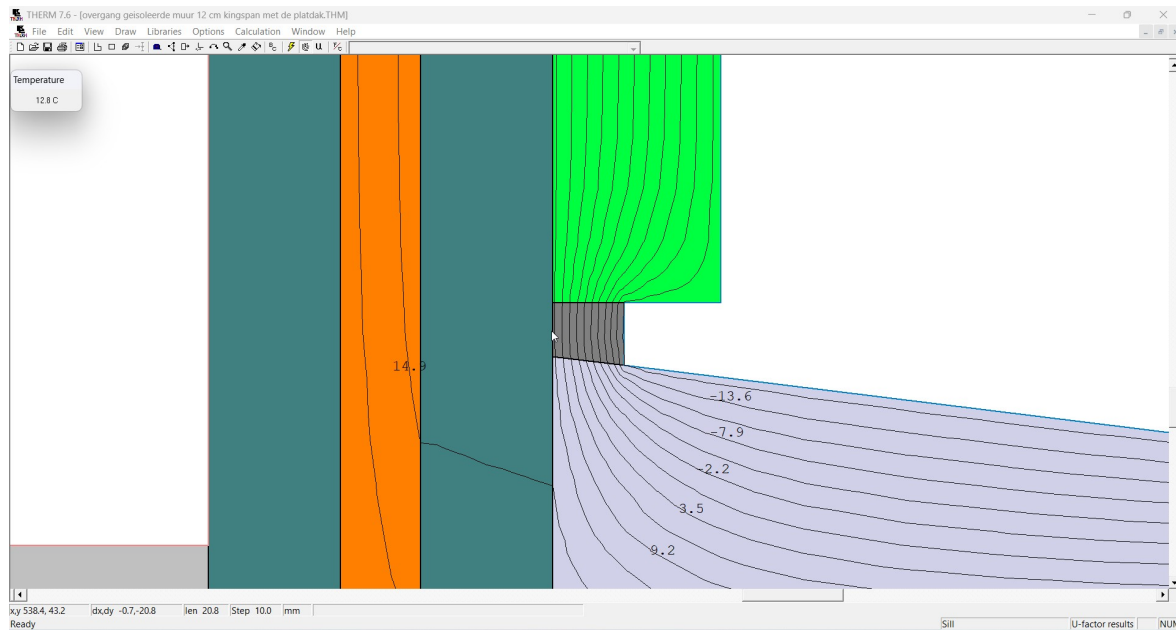 THERM 7.6 - [overgang geisoleerde muur 12 cm kingspan met de platdak.THM]
File Edit View Draw Libraries Options Calculation Window Help
Temperature
12.8 C
14.9
-13.6
-7.9
-2.2
3.5
9.2
x,y 538.4, 43.2 dx,dy -0.7,-20.8 len 20.8 Step 10.0 mm
Ready Sill U-factor results